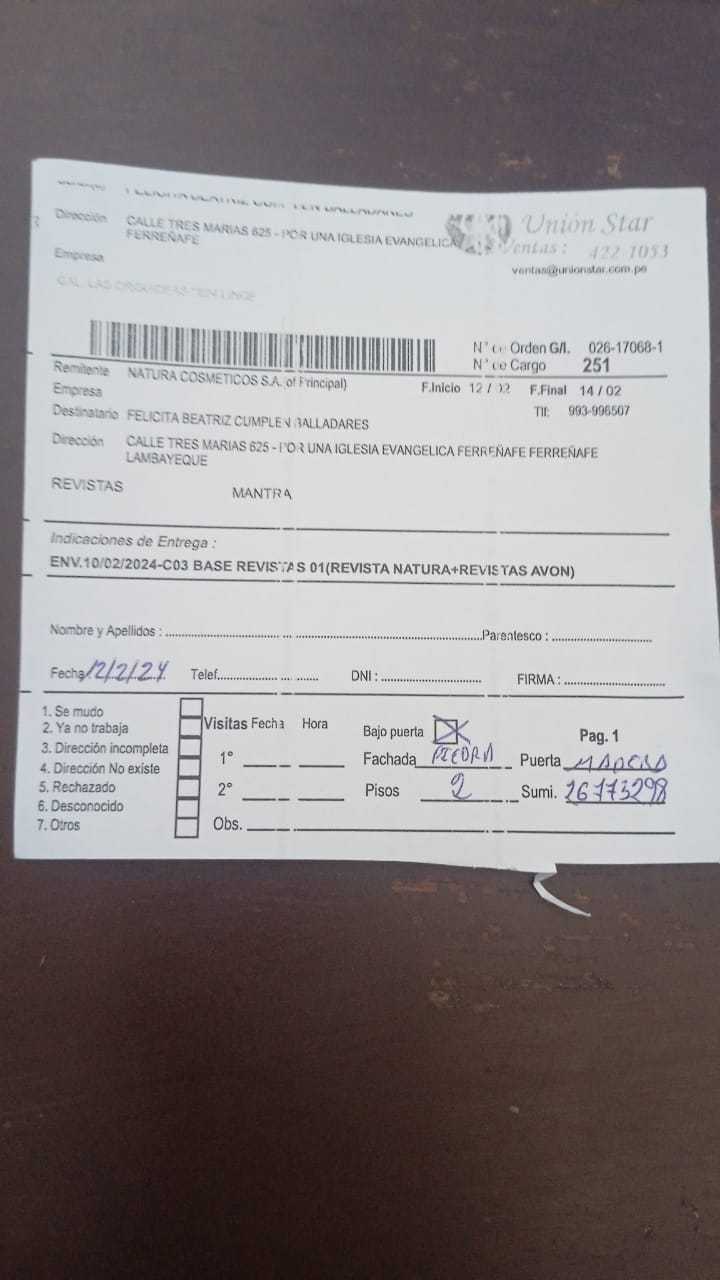 Dirección CALLE TRES MARIAS 625 - POR UNA IGLESIA EVANGELICA
FERREÑAFE
Empresa
Unión Star
Ventas : 422-1053
ventas@unionstar.com.pe
N° de Orden G/I. 026-17068-1
N° de Cargo 251
Remitente NATURA COSMETICOS S.A. of Principal)
Empresa
F.Inicio 12 / 02 F.Final 14 / 02
Destinatario FELICITA BEATRIZ CUMPLEN BALLADARES
Tlf: 993-996507
Dirección CALLE TRES MARIAS 625 - POR UNA IGLESIA EVANGELICA FERREÑAFE FERREÑAFE
LAMBAYEQUE
REVISTAS MANTRA
Indicaciones de Entrega :
ENV.10/02/2024-C03 BASE REVISTAS 01(REVISTA NATURA+REVISTAS AVON)
Nombre y Apellidos : Parentesco :
Fecha 12/2/24 Telef. DNI : FIRMA :
1. Se mudo
2. Ya no trabaja
3. Dirección incompleta
4. Dirección No existe
5. Rechazado
6. Desconocido
7. Otros
Visitas Fecha Hora
1°
2°
Obs.
Bajo puerta Pag. 1
Fachada PIEDRA Puerta MADERA
Pisos 2 Sumi. 26773298